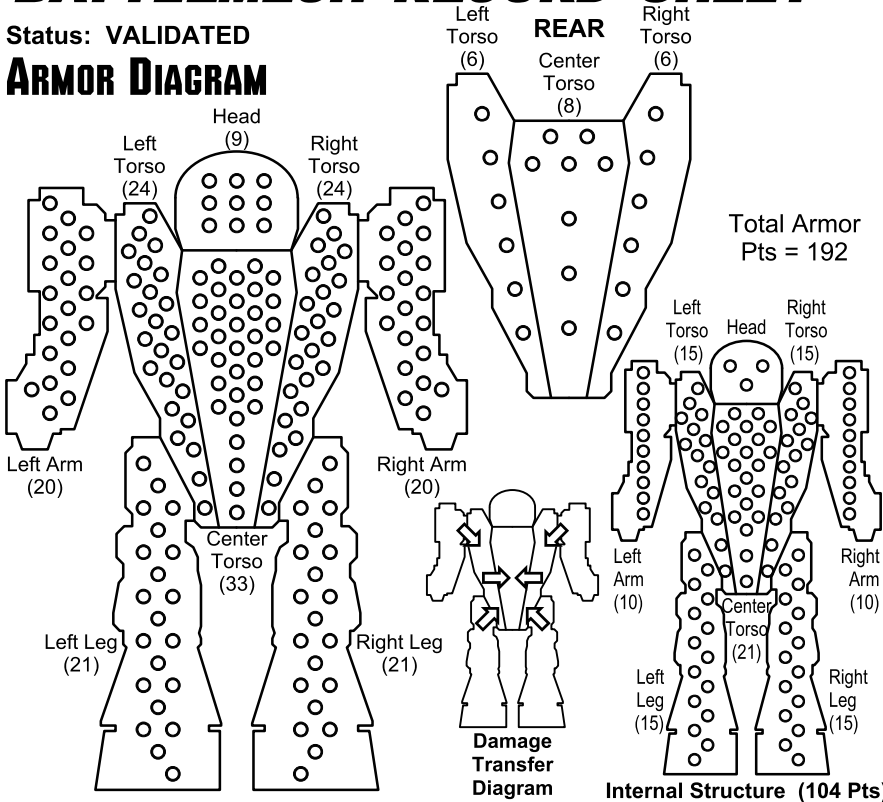 BATTLEMECH RECORD SHEET
Status: VALIDATED
ARMOR DIAGRAM
Head
(9)
Left
Torso
(24)
Right
Torso
(24)
Left Arm
(20)
Right Arm
(20)
Center
Torso
(33)
Left Leg
(21)
Right Leg
(21)
REAR
Left
Torso
(6)
Center
Torso
(8)
Right
Torso
(6)
Total Armor
Pts = 192
Damage
Transfer
Diagram
Left
Torso
(15)
Head
Right
Torso
(15)
Left
Arm
(10)
Right
Arm
(10)
Center
Torso
(21)
Left
Leg
(15)
Right
Leg
(15)
Internal Structure (104 Pts)